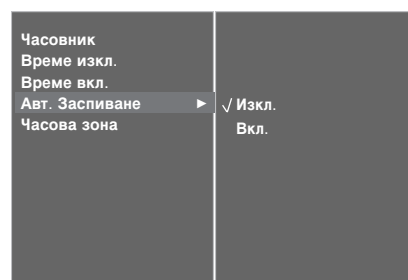 Часовник
Време изкл.
Време вкл.
Авт. Заспиване ►
Часова зона
√ Изкл.
Вкл.